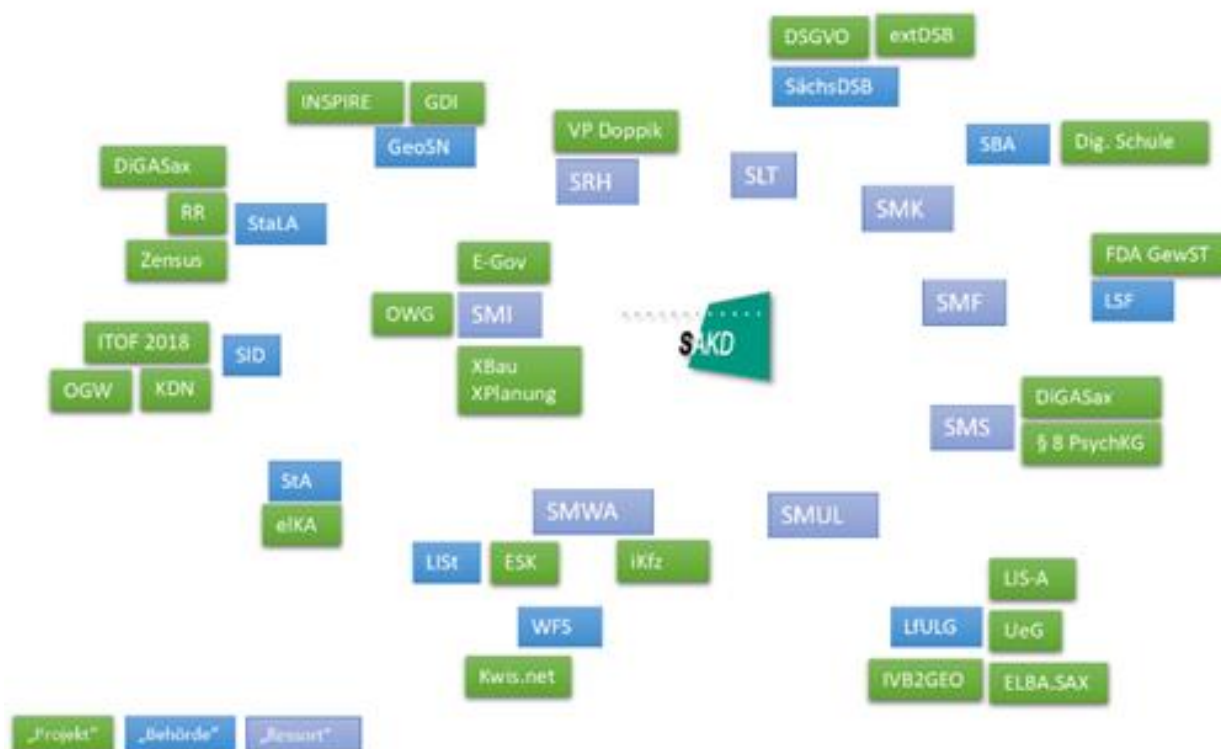 DSGVO
extDSB
SächsDSB
INSPIRE
GDI
GeoSN
VP Doppik
SRH
SLT
SBA
Dig. Schule
SMK
DiGASax
RR
StaLA
Zensus
E-Gov
OWG
SMI
XBau
XPlanung
SAKD
FDA GewST
LSF
SMF
ITOF 2018
SID
OGW
KDN
DiGASax
SMS
§ 8 PsychKG
StA
elKA
SMWA
SMUL
LISt
ESK
iKfz
WFS
Kwis.net
LIS-A
LfULG
UeG
IVB2GEO
ELBA.SAX
„Projekt“
„Behörde“
„Ressort“